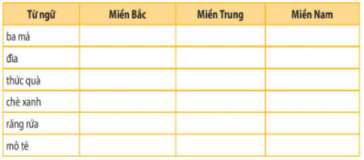 Từ ngữ Miền Bắc Miền Trung Miền Nam
ba má
đìa
thức quà
chè xanh
răng rứa
mô tê